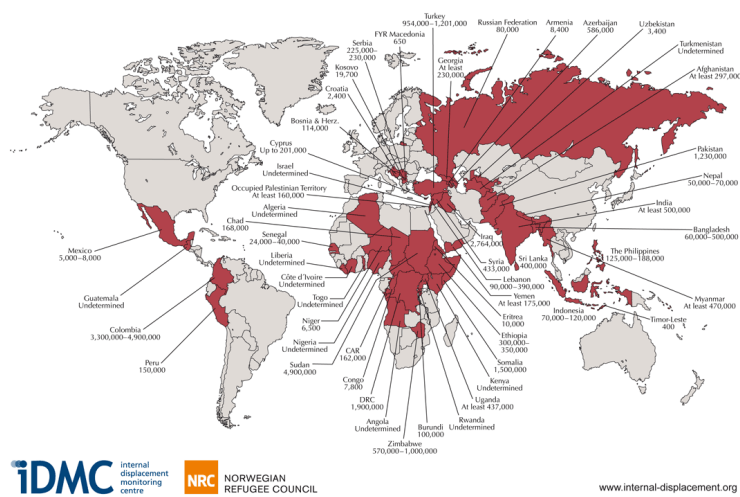 Turkey
954,000–1,201,000
Russian Federation
80,000
Armenia
8,400
Azerbaijan
586,000
Uzbekistan
3,400
Turkmenistan
Undetermined
Afghanistan
At least 297,000
FYR Macedonia
650
Serbia
225,000–
230,000
Georgia
At least
230,000
Kosovo
19,700
Croatia
2,400
Bosnia & Herz.
114,000
Cyprus
Up to 201,000
Israel
Undetermined
Occupied Palestinian Territory
At least 160,000
Algeria
Undetermined
Chad
168,000
Senegal
24,000–40,000
Liberia
Undetermined
Côte d'Ivoire
Undetermined
Togo
Undetermined
Niger
6,500
Nigeria
Undetermined
Sudan
4,900,000
CAR
162,000
Congo
7,800
DRC
1,900,000
Angola
Undetermined
Zimbabwe
570,000–1,000,000
Burundi
100,000
Rwanda
Undetermined
Uganda
At least 437,000
Kenya
Undetermined
Somalia
1,500,000
Ethiopia
300,000–
350,000
Eritrea
10,000
Yemen
At least 175,000
Lebanon
90,000–390,000
Syria
433,000
Iraq
2,764,000
Sri Lanka
400,000
Pakistan
1,230,000
Nepal
50,000–70,000
India
At least 500,000
Bangladesh
60,000–500,000
The Philippines
125,000–188,000
Myanmar
At least 470,000
Indonesia
70,000–120,000
Timor-Leste
400
Mexico
5,000–8,000
Guatemala
Undetermined
Colombia
3,300,000–4,900,000
Peru
150,000
iDMC
internal
displacement
monitoring
centre
NRC
NORWEGIAN
REFUGEE COUNCIL
www.internal-displacement.org